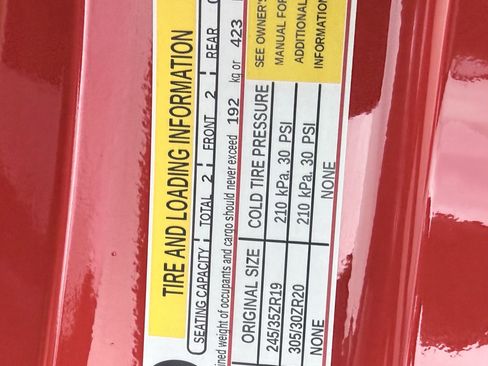 TIRE AND LOADING INFORMATION
SEATING CAPACITY TOTAL 2 FRONT 2 REAR
weight of occupants and cargo should never exceed 192 kg or 423
ORIGINAL SIZE COLD TIRE PRESSURE SEE OWNER'S
245/35ZR19 210 kPa, 30 PSI MANUAL FOR
305/30ZR20 210 kPa, 30 PSI ADDITIONAL
NONE NONE INFORMATION